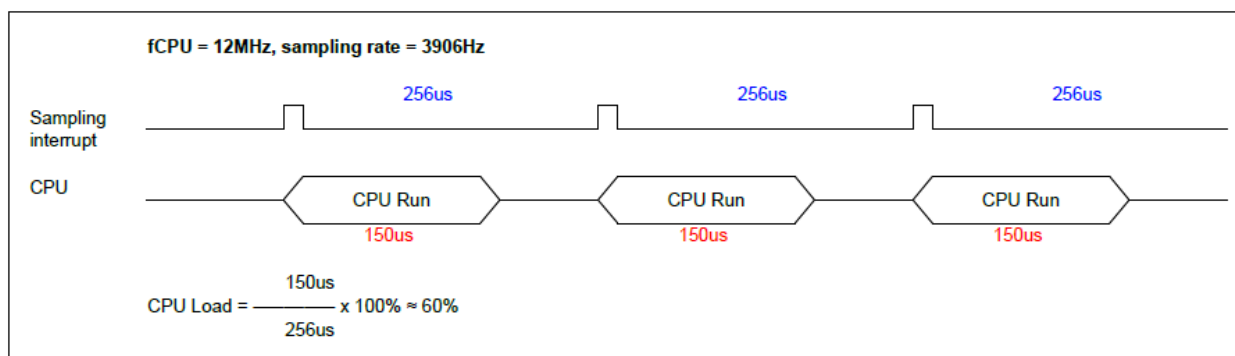 fCPU = 12MHz, sampling rate = 3906Hz
256us 256us 256us
Sampling
interrupt
CPU CPU Run CPU Run CPU Run
150us 150us 150us
150us
CPU Load = ———— x 100% ≈ 60%
256us